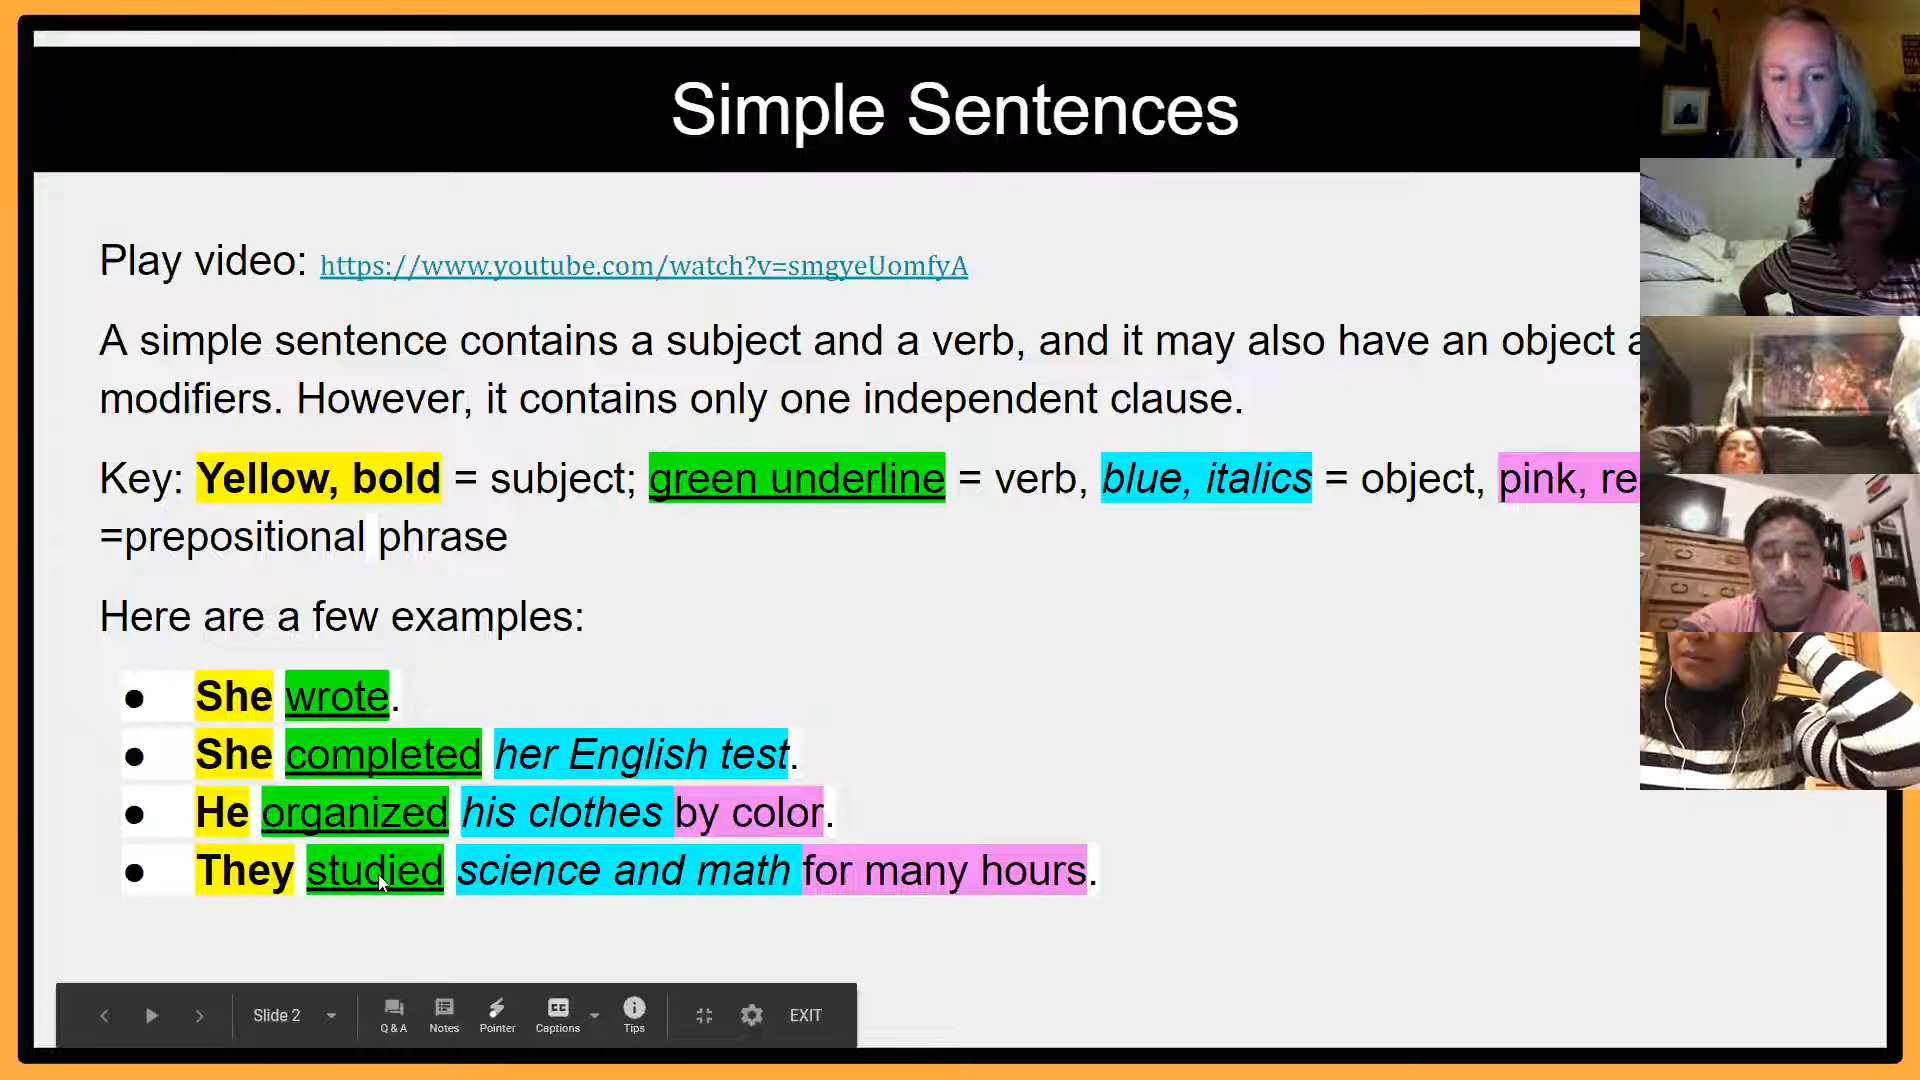 Simple Sentences
Play video: https://www.youtube.com/watch?v=smgyeUomfyA
A simple sentence contains a subject and a verb, and it may also have an object
modifiers. However, it contains only one independent clause.
Key: Yellow, bold = subject; green underline = verb, blue, italics = object, pink,
=prepositional phrase
Here are a few examples:
● She wrote.
● She completed her English test.
● He organized his clothes by color.
● They studied science and math for many hours.
Slide 2
Q & A
Notes
Pointer
CC
Captions
Tips
EXIT